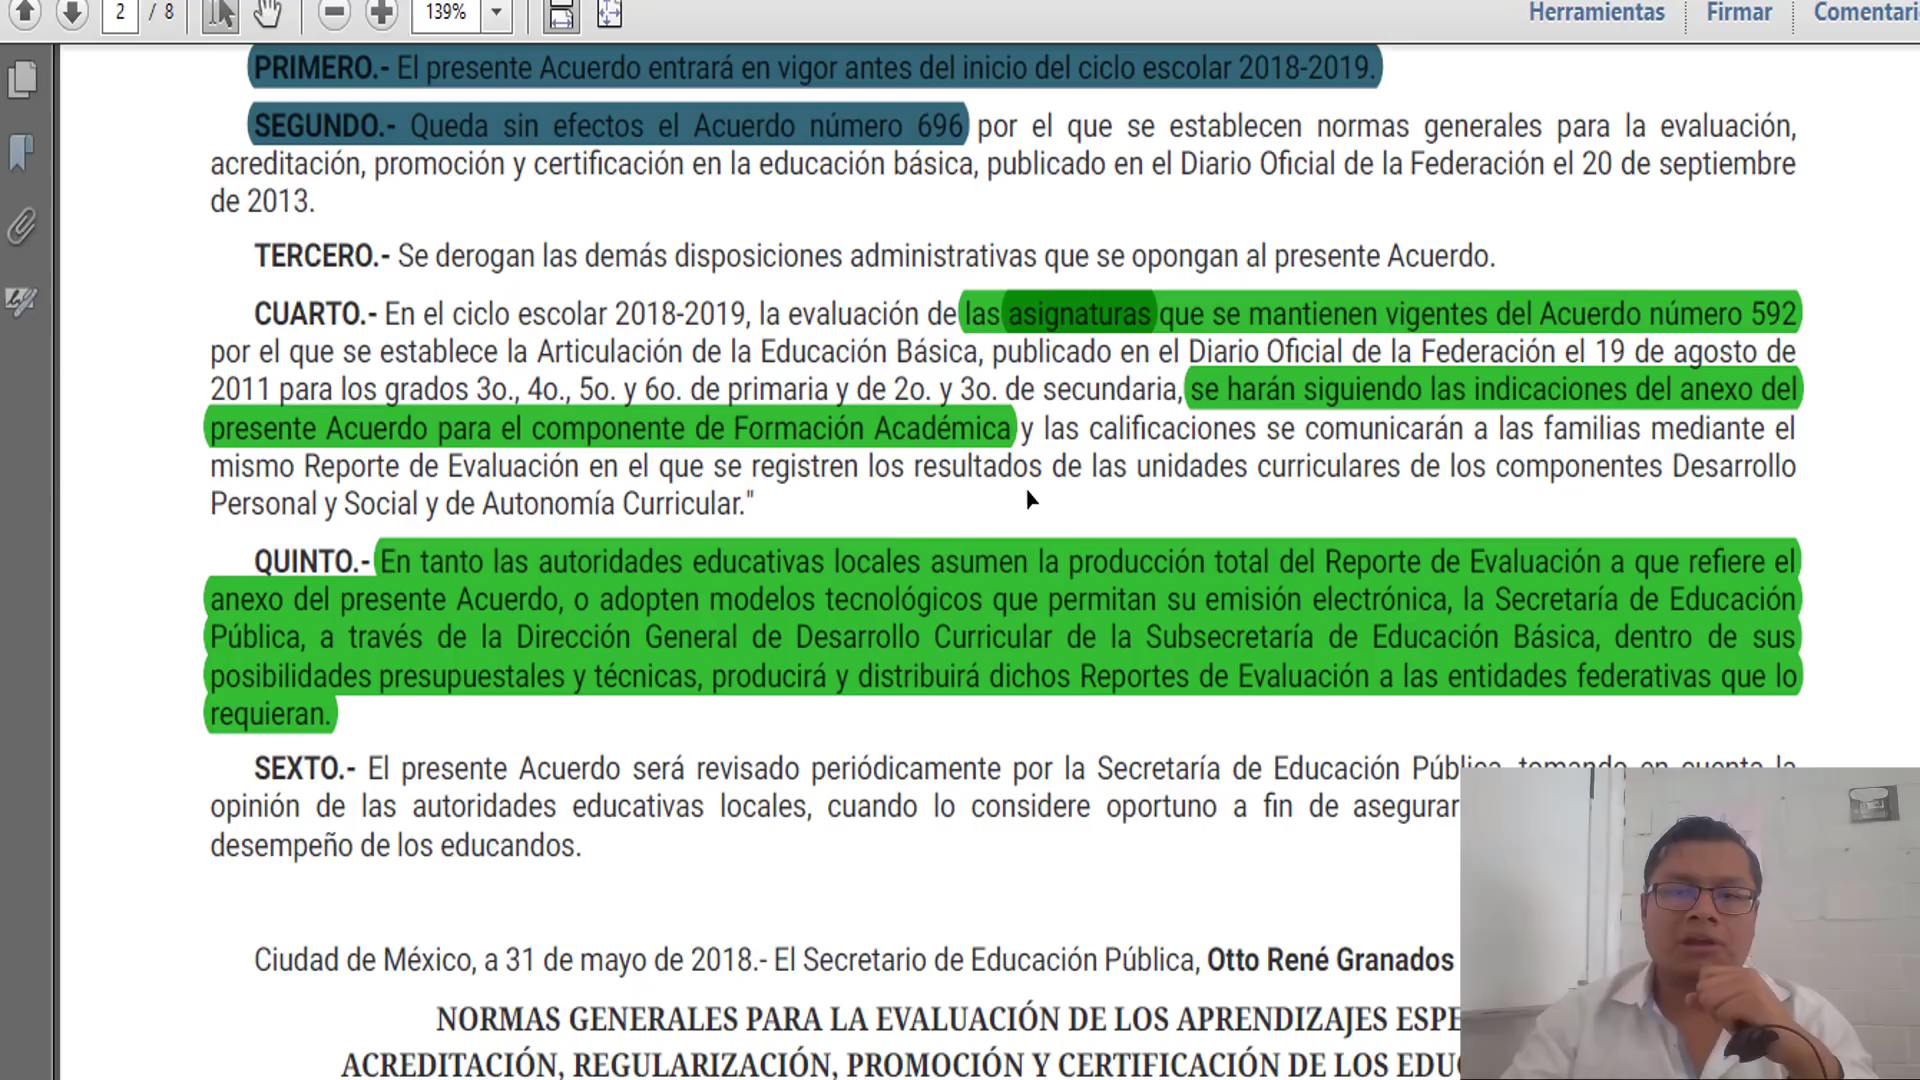 2 / 8 139% Herramientas Firmar Comentari
PRIMERO.- El presente Acuerdo entrará en vigor antes del inicio del ciclo escolar 2018-2019.
SEGUNDO.- Queda sin efectos el Acuerdo número 696 por el que se establecen normas generales para la evaluación,
acreditación, promoción y certificación en la educación básica, publicado en el Diario Oficial de la Federación el 20 de septiembre
de 2013.
TERCERO.- Se derogan las demás disposiciones administrativas que se opongan al presente Acuerdo.
CUARTO.- En el ciclo escolar 2018-2019, la evaluación de las asignaturas que se mantienen vigentes del Acuerdo número 592
por el que se establece la Articulación de la Educación Básica, publicado en el Diario Oficial de la Federación el 19 de agosto de
2011 para los grados 3o., 4o., 5o. y 6o. de primaria y de 2o. y 3o. de secundaria, se harán siguiendo las indicaciones del anexo del
presente Acuerdo para el componente de Formación Académica y las calificaciones se comunicarán a las familias mediante el
mismo Reporte de Evaluación en el que se registren los resultados de las unidades curriculares de los componentes Desarrollo
Personal y Social y de Autonomía Curricular."
QUINTO.- En tanto las autoridades educativas locales asumen la producción total del Reporte de Evaluación a que refiere el
anexo del presente Acuerdo, o adopten modelos tecnológicos que permitan su emisión electrónica, la Secretaría de Educación
Pública, a través de la Dirección General de Desarrollo Curricular de la Subsecretaría de Educación Básica, dentro de sus
posibilidades presupuestales y técnicas, producirá y distribuirá dichos Reportes de Evaluación a las entidades federativas que lo
requieran.
SEXTO.- El presente Acuerdo será revisado periódicamente por la Secretaría de Educación Pública, tomando en cuenta la
opinión de las autoridades educativas locales, cuando lo considere oportuno a fin de asegurar
desempeño de los educandos.
Ciudad de México, a 31 de mayo de 2018.- El Secretario de Educación Pública, Otto René Granados
NORMAS GENERALES PARA LA EVALUACIÓN DE LOS APRENDIZAJES ESPE
ACREDITACIÓN, REGULARIZACIÓN, PROMOCIÓN Y CERTIFICACIÓN DE LOS EDU